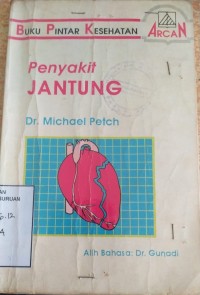 BUKU PINTAR KESEHATAN
ARCAN
Penyakit
JANTUNG
Dr. Michael Petch
Alih Bahasa: Dr. Gunadi